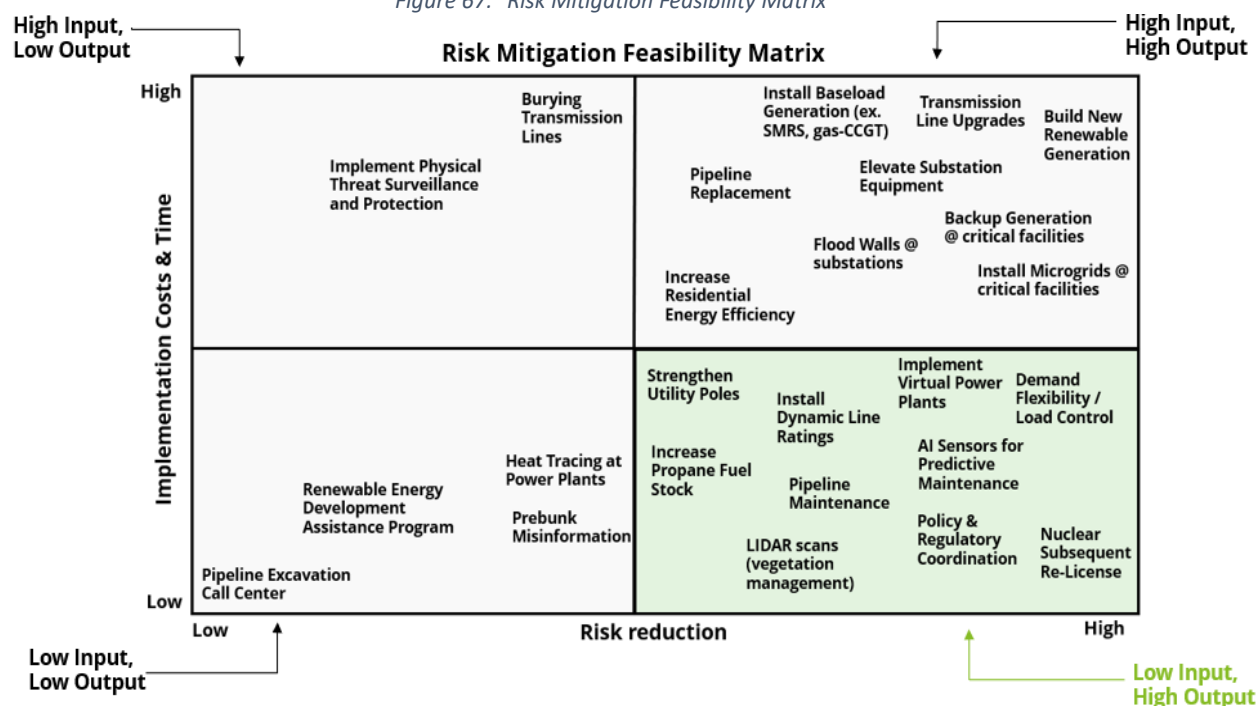 Figure 67. Risk Mitigation Feasibility Matrix
High Input,
Low Output
High Input,
High Output
Risk Mitigation Feasibility Matrix
High
Implementation Costs & Time
Low
Burying
Transmission
Lines
Implement Physical
Threat Surveillance
and Protection
Install Baseload
Generation (ex.
SMRS, gas-CCGT)
Transmission
Line Upgrades
Build New
Renewable
Generation
Pipeline
Replacement
Elevate Substation
Equipment
Backup Generation
@ critical facilities
Flood Walls @
substations
Install Microgrids @
critical facilities
Increase
Residential
Energy Efficiency
Heat Tracing at
Power Plants
Renewable Energy
Development
Assistance Program
Prebunk
Misinformation
Pipeline Excavation
Call Center
Strengthen
Utility Poles
Install
Dynamic Line
Ratings
Implement
Virtual Power
Plants
Demand
Flexibility /
Load Control
Increase
Propane Fuel
Stock
Pipeline
Maintenance
AI Sensors for
Predictive
Maintenance
LIDAR scans
(vegetation
management)
Policy &
Regulatory
Coordination
Nuclear
Subsequent
Re-License
Low
Risk reduction
High
Low Input,
Low Output
Low Input,
High Output